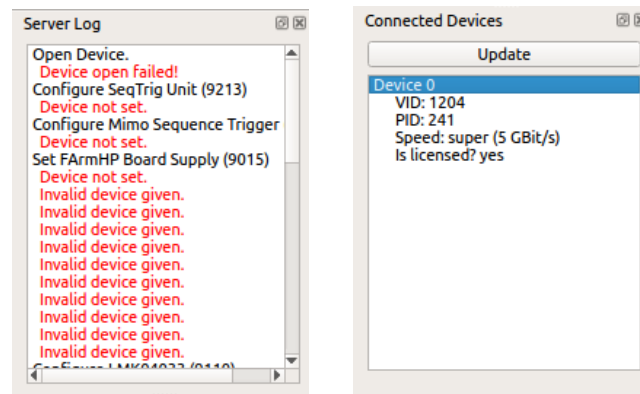 Server Log
Open Device.
Device open failed!
Configure SeqTrig Unit (9213)
Device not set.
Configure Mimo Sequence Trigger
Device not set.
Set FArmHP Board Supply (9015)
Device not set.
Invalid device given.
Invalid device given.
Invalid device given.
Invalid device given.
Invalid device given.
Invalid device given.
Invalid device given.
Invalid device given.
Invalid device given.
Invalid device given.
Connected Devices
Update
Device 0
VID: 1204
PID: 241
Speed: super (5 GBit/s)
Is licensed? yes